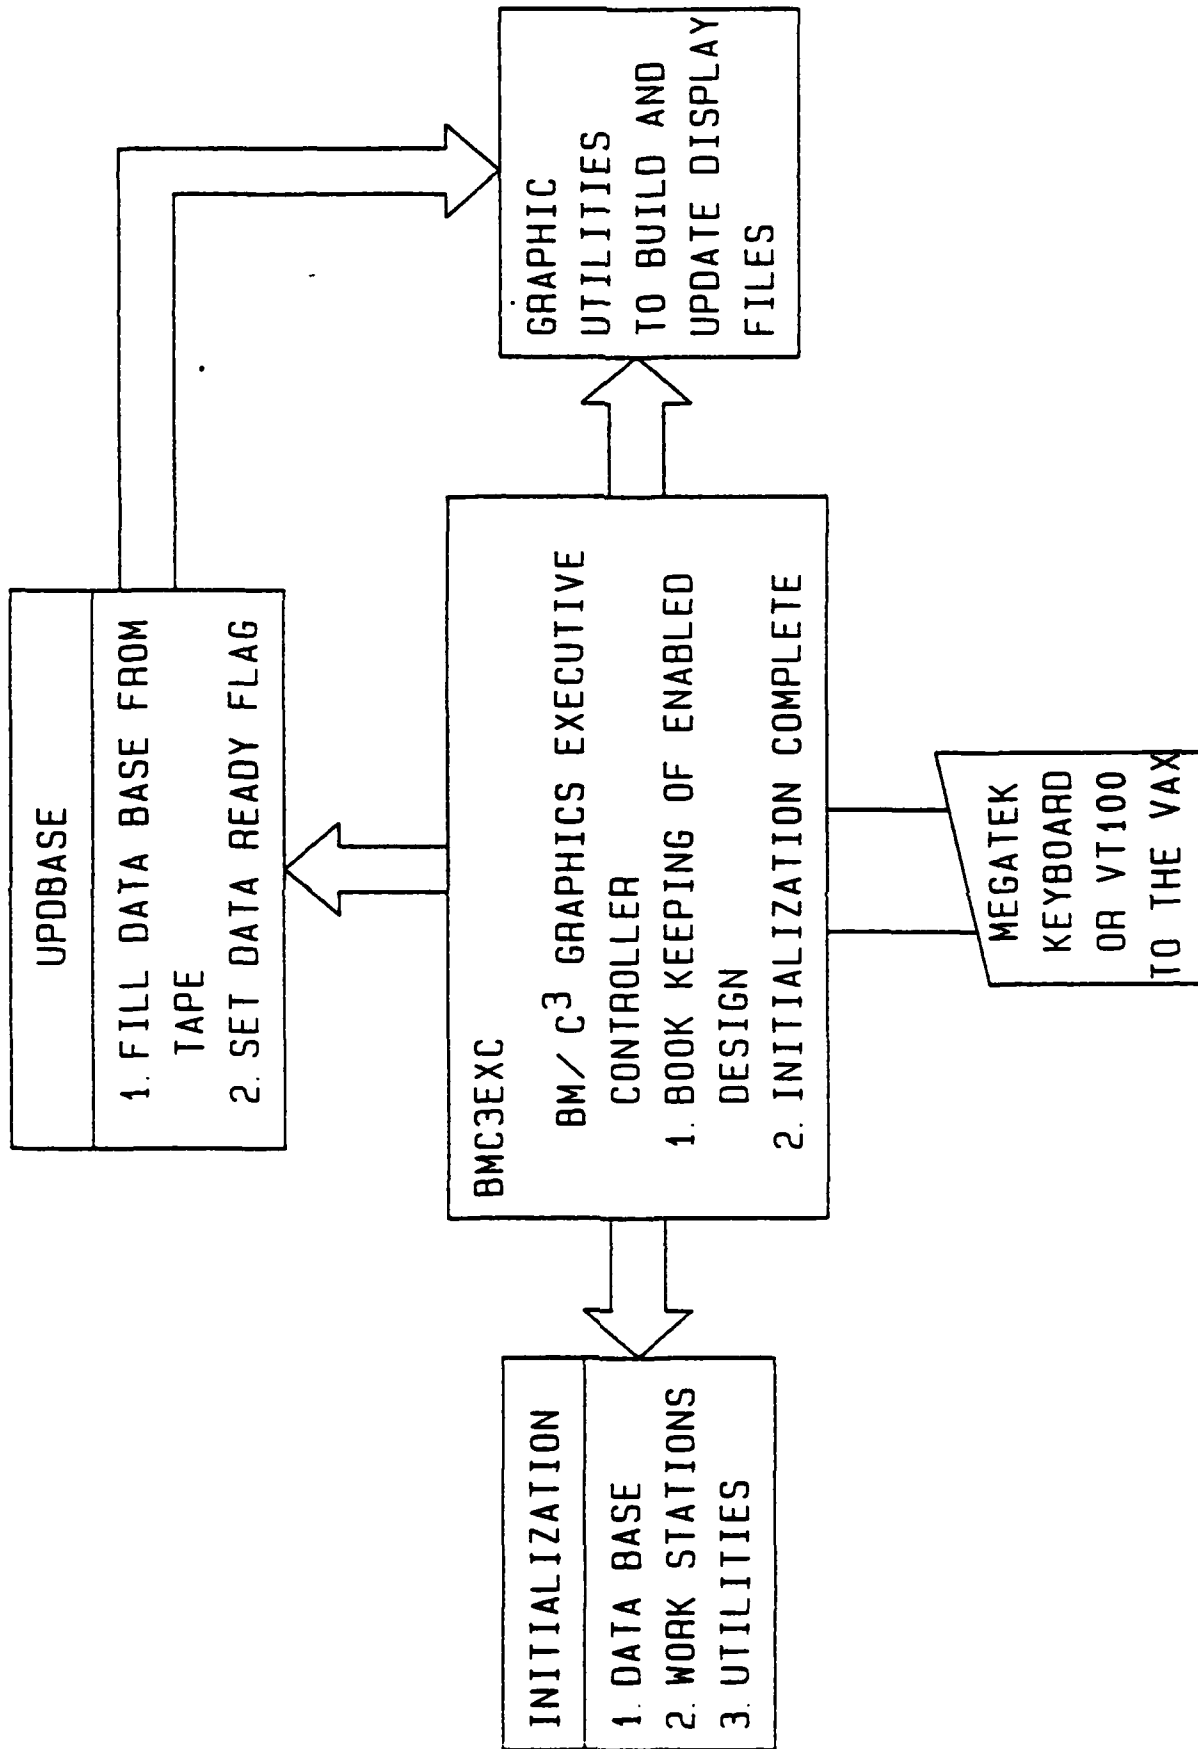 UPDBASE
1. FILL DATA BASE FROM
TAPE
2. SET DATA READY FLAG
INITIALIZATION
1. DATA BASE
2. WORK STATIONS
3. UTILITIES
BMC3EXC
BM/ C³ GRAPHICS EXECUTIVE
CONTROLLER
1. BOOK KEEPING OF ENABLED
DESIGN
2. INITIALIZATION COMPLETE
GRAPHIC
UTILITIES
TO BUILD AND
UPDATE DISPLAY
FILES
MEGATEK
KEYBOARD
OR VT100
TO THE VAX